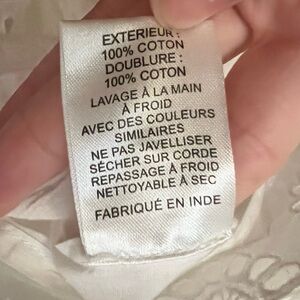 EXTERIEUR :
100% COTON
DOUBLURE :
100% COTON
LAVAGE À LA MAIN
À FROID
AVEC DES COULEURS
SIMILAIRES
NE PAS JAVELLISER
SÉCHER SUR CORDE
REPASSAGE À FROID
NETTOYABLE À SEC
FABRIQUÉ EN INDE